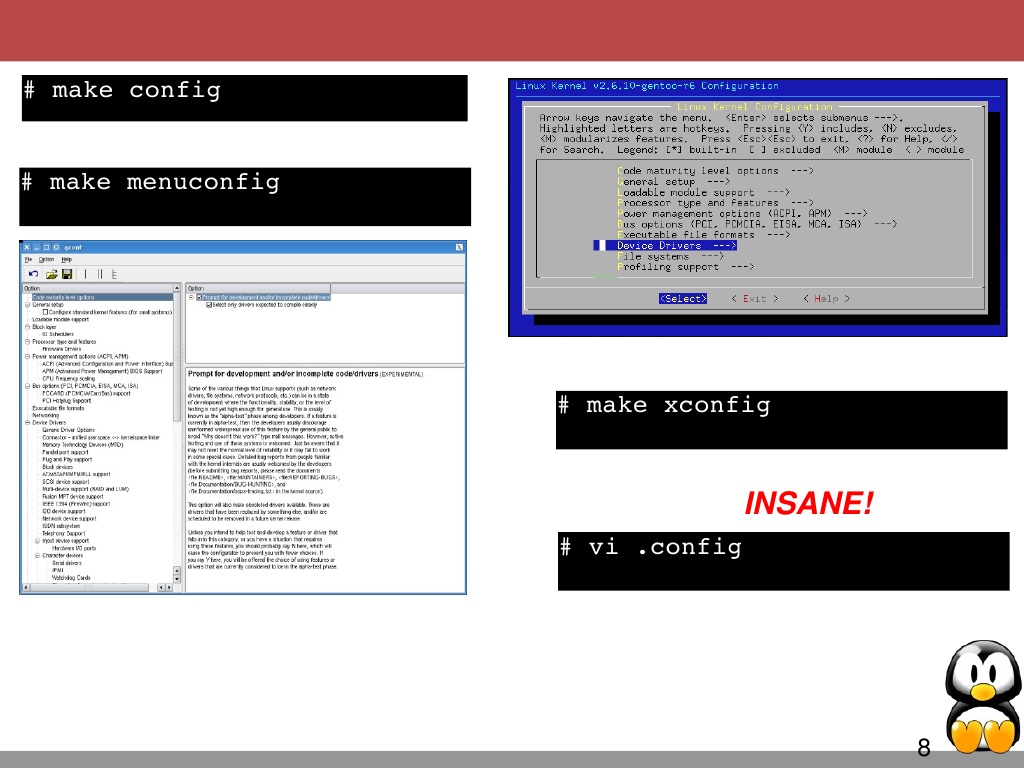 # make config
# make menuconfig
Linux Kernel v2.6.10-gentoo-r6 Configuration
Linux Kernel Configuration
Arrow keys navigate the menu. <Enter> selects submenus --->.
Highlighted letters are hotkeys. Pressing <Y> includes, <N> excludes,
<M> modularizes features. Press <Esc><Esc> to exit, <?> for Help, </>
for Search. Legend: [*] built-in [ ] excluded <M> module < > module
Code maturity level options --->
General setup --->
Loadable module support --->
Processor type and features --->
Power management options (ACPI, APM) --->
Bus options (PCI, PCMCIA, EISA, MCA, ISA) --->
Executable file formats --->
Device Drivers --->
File systems --->
Profiling support --->
<Select> < Exit > < Help >
qconf
File Option Help
Option
Code maturity level options
General setup
Configure standard kernel features (for small systems)
Loadable module support
Block layer
IO Schedulers
Processor type and features
Firmware Drivers
Power management options (ACPI, APM)
ACPI (Advanced Configuration and Power Interface) Sup
APM (Advanced Power Management) BIOS Support
CPU Frequency scaling
Bus options (PCI, PCMCIA, EISA, MCA, ISA)
PCCARD (PCMCIA/CardBus) support
PCI Hotplug Support
Executable file formats
Networking
Device Drivers
Generic Driver Options
Connector - unified userspace <-> kernelspace linker
Memory Technology Devices (MTD)
Parallel port support
Plug and Play support
Block devices
ATA/ATAPI/MFM/RLL support
SCSI device support
Multi-device support (RAID and LVM)
Fusion MPT device support
IEEE 1394 (FireWire) support
I2O device support
Network device support
ISDN subsystem
Telephony Support
Input device support
Hardware I/O ports
Character devices
Serial drivers
IPMI
Watchdog Cards
Option
Prompt for development and/or incomplete code/drivers
Select only drivers expected to compile cleanly
Prompt for development and/or incomplete code/drivers (EXPERIMENTAL)
Some of the various things that Linux supports (such as network
drivers, file systems, network protocols, etc.) can be in a state
of development where the functionality, stability, or the level of
testing is not yet high enough for general use. This is usually
known as the "alpha-test" phase among developers. If a feature is
currently in alpha-test, then the developers usually discourage
uninformed widespread use of this feature by the general public to
avoid "Why doesn't this work?" type mail messages. However, active
testing and use of these systems is welcomed. Just be aware that it
may not meet the normal level of reliability or it may fail to work
in some special cases. Detailed bug reports from people familiar
with the kernel internals are usually welcomed by the developers
(before submitting bug reports, please read the documents
<file:README>, <file:MAINTAINERS>, <file:REPORTING-BUGS>,
<file:Documentation/BUG-HUNTING>, and
<file:Documentation/oops-tracing.txt> in the kernel source).
This option will also make obsoleted drivers available. These are
drivers that have been replaced by something else, and/or are
scheduled to be removed in a future kernel release.
Unless you intend to help test and develop a feature or driver that
falls into this category, or you have a situation that requires
using these features, you should probably say N here, which will
cause the configurator to present you with fewer choices. If
you say Y here, you will be offered the choice of using features or
drivers that are currently considered to be in the alpha-test phase.
# make xconfig
INSANE!
# vi .config
8